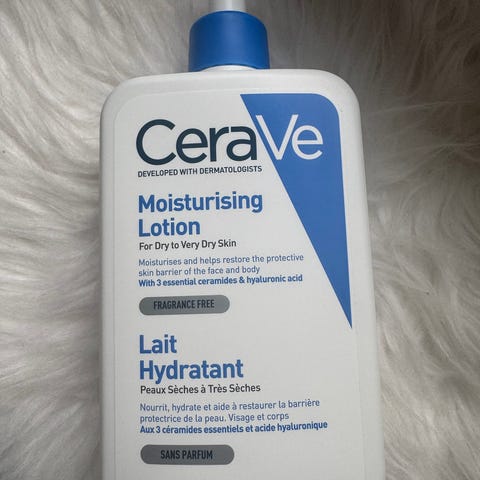 CeraVe
DEVELOPED WITH DERMATOLOGISTS
Moisturising
Lotion
For Dry to Very Dry Skin
Moisturises and helps restore the protective
skin barrier of the face and body
With 3 essential ceramides & hyaluronic acid
FRAGRANCE FREE
Lait
Hydratant
Peaux Sèches à Très Sèches
Nourrit, hydrate et aide à restaurer la barrière
protectrice de la peau. Visage et corps
Aux 3 céramides essentiels et acide hyaluronique
SANS PARFUM